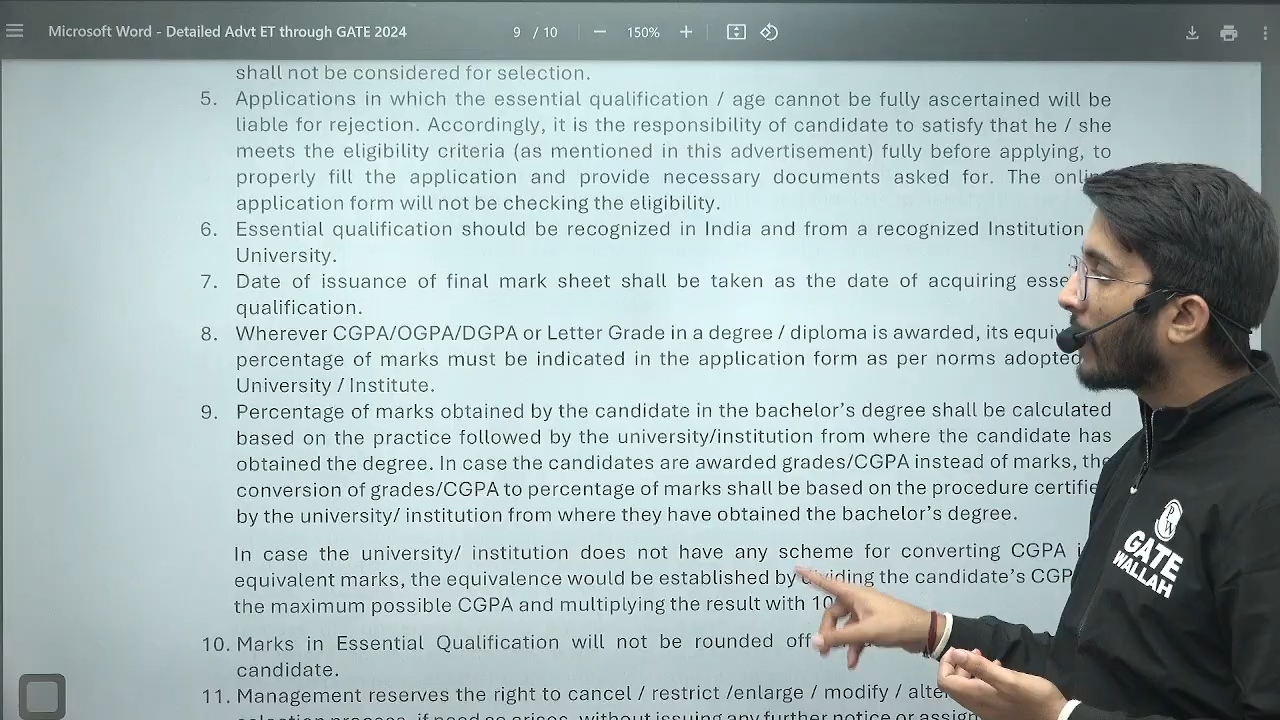 Microsoft Word - Detailed Advt ET through GATE 2024
9 / 10
150%
shall not be considered for selection.
5. Applications in which the essential qualification / age cannot be fully ascertained will be
liable for rejection. Accordingly, it is the responsibility of candidate to satisfy that he / she
meets the eligibility criteria (as mentioned in this advertisement) fully before applying, to
properly fill the application and provide necessary documents asked for. The
application form will not be checking the eligibility.
6. Essential qualification should be recognized in India and from a recognized Institution
University.
7. Date of issuance of final mark sheet shall be taken as the date of acquiring
qualification.
8. Wherever CGPA/OGPA/DGPA or Letter Grade in a degree / diploma is awarded, its
percentage of marks must be indicated in the application form as per norms adopted
University / Institute.
9. Percentage of marks obtained by the candidate in the bachelor's degree shall be calculated
based on the practice followed by the university/institution from where the candidate has
obtained the degree. In case the candidates are awarded grades/CGPA instead of marks, the
conversion of grades/CGPA to percentage of marks shall be based on the procedure
by the university/ institution from where they have obtained the bachelor's degree.
In case the university/ institution does not have any scheme for converting CGPA
equivalent marks, the equivalence would be established by dividing the candidate's
the maximum possible CGPA and multiplying the result with
10. Marks in Essential Qualification will not be rounded off
candidate.
11. Management reserves the right to cancel / restrict /enlarge / modify /
selection process, if need so arises, without issuing any further notice or
GATE
WALLAH